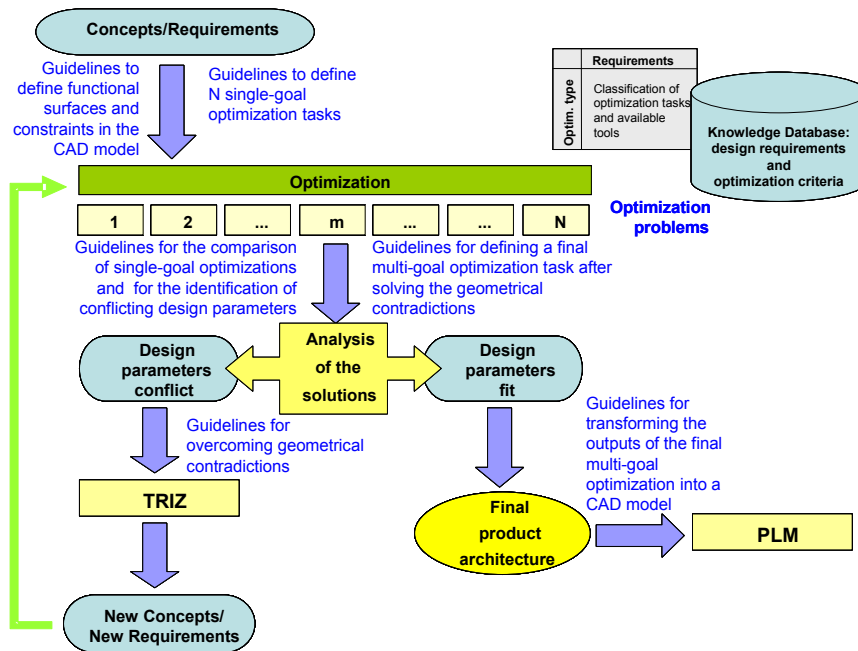 Concepts/Requirements
Guidelines to
define functional
surfaces and
constraints in the
CAD model
Guidelines to define
N single-goal
optimization tasks
Requirements
Optim. type
Classification of
optimization tasks
and available
tools
Knowledge Database:
design requirements
and
optimization criteria
Optimization
1
2
...
m
...
...
N
Optimization
problems
Guidelines for the comparison
of single-goal optimizations
and for the identification of
conflicting design parameters
Guidelines for defining a final
multi-goal optimization task after
solving the geometrical
contradictions
Analysis
of the
solutions
Design
parameters
conflict
Design
parameters
fit
Guidelines for
overcoming geometrical
contradictions
Guidelines for
transforming the
outputs of the final
multi-goal
optimization into a
CAD model
TRIZ
Final
product
architecture
PLM
New Concepts/
New Requirements